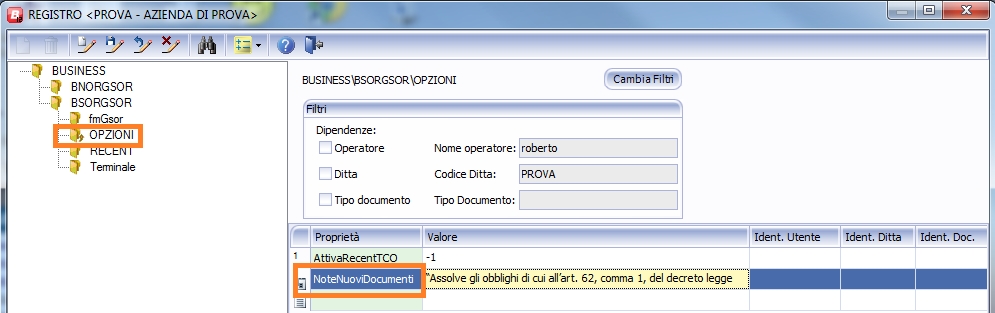 REGISTRO <PROVA - AZIENDA DI PROVA>
BUSINESS
BNORGSOR
BSORGSOR
fmGsor
OPZIONI
RECENT
Terminale
BUSINESS\BSORGSOR\OPZIONI
Cambia Filtri
Filtri
Dipendenze:
Operatore Nome operatore: roberto
Ditta Codice Ditta: PROVA
Tipo documento Tipo Documento:
Proprietà Valore Ident. Utente Ident. Ditta Ident. Doc.
1 AttivaRecentTCO -1
NoteNuoviDocumenti "Assolve gli obblighi di cui all'art. 62, comma 1, del decreto legge